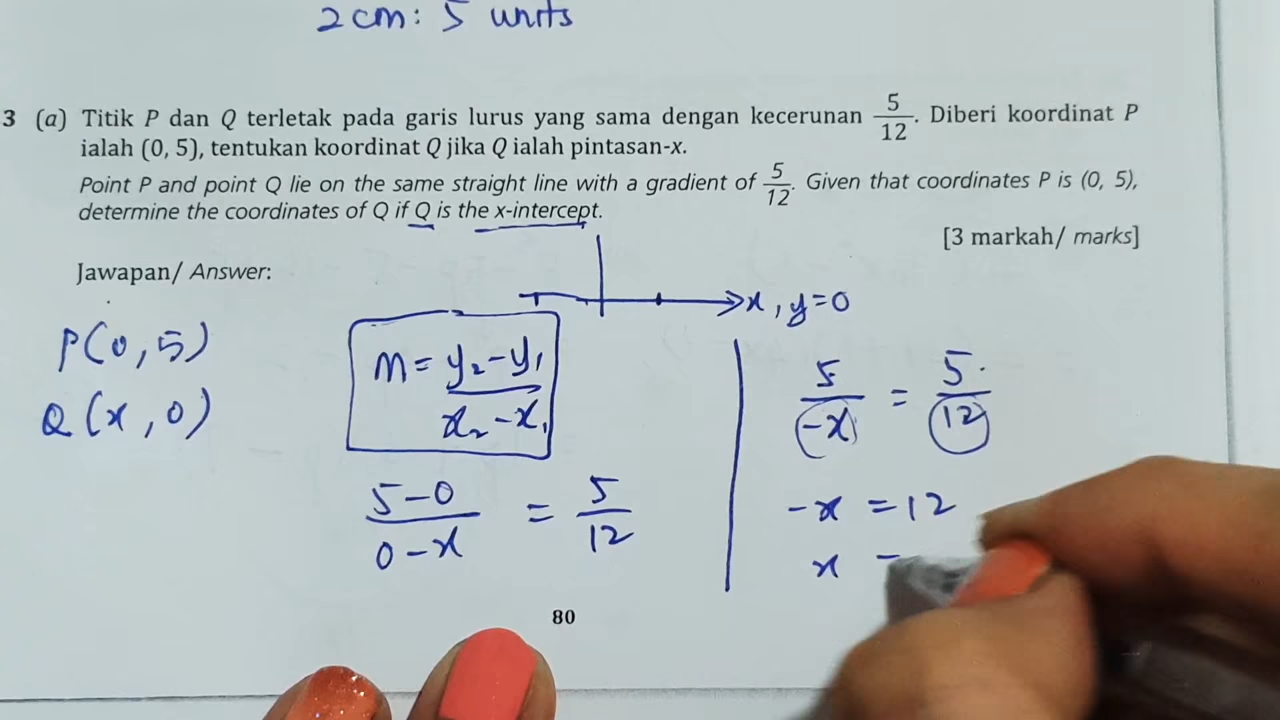 2 cm : 5 units
3 (a) Titik P dan Q terletak pada garis lurus yang sama dengan kecerunan 5/12. Diberi koordinat P
ialah (0, 5), tentukan koordinat Q jika Q ialah pintasan-x.
Point P and point Q lie on the same straight line with a gradient of 5/12. Given that coordinates P is (0, 5),
determine the coordinates of Q if Q is the x-intercept.
[3 markah/ marks]
Jawapan/ Answer:
x, y=0
P(0, 5)
Q(x, 0)
m = y₂-y₁
x₂-x₁
5-0 = 5
0-x 12
5 = 5
-x 12
-x = 12
x =
80